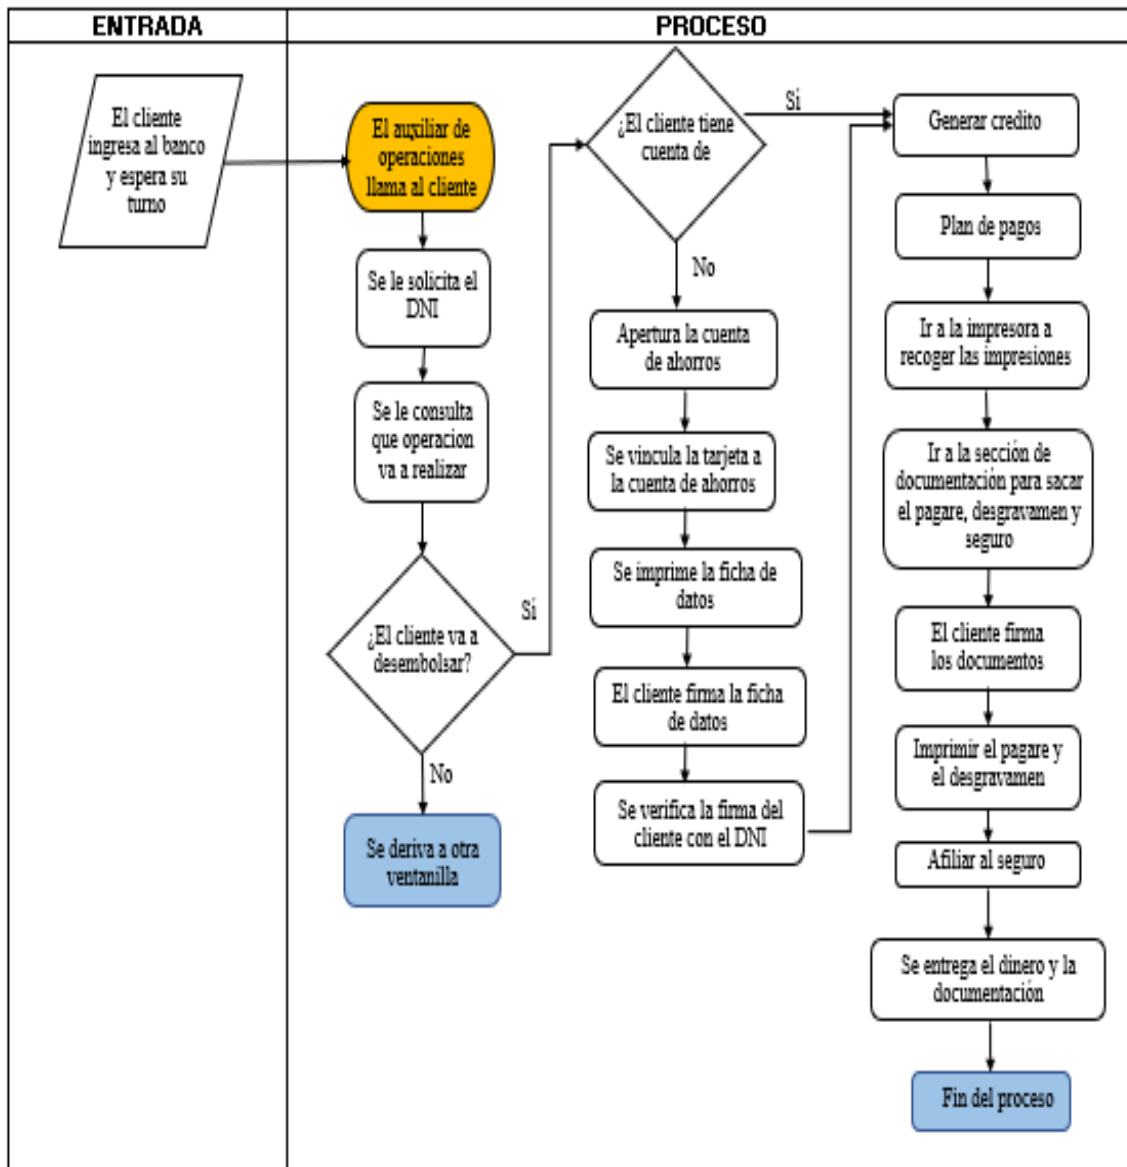 ENTRADA
PROCESO
El cliente
ingresa al banco
y espera su
turno
El auxiliar de
operaciones
llama al cliente
Se le solicita el
DNI
Se le consulta
que operacion
va a realizar
¿El cliente va a
desembolsar?
Sí
No
Se deriva a otra
ventanilla
¿El cliente tiene
cuenta de
Sí
No
Apertura la cuenta
de ahorros
Se vincula la tarjeta a
la cuenta de ahorros
Se imprime la ficha de
datos
El cliente firma la ficha
de datos
Se verifica la firma del
cliente con el DNI
Generar credito
Plan de pagos
Ir a la impresora a
recoger las impresiones
Ir a la sección de
documentación para sacar
el pagare, desgravamen y
seguro
El cliente firma
los documentos
Imprimir el pagare y
el desgravamen
Afiliar al seguro
Se entrega el dinero y la
documentación
Fin del proceso